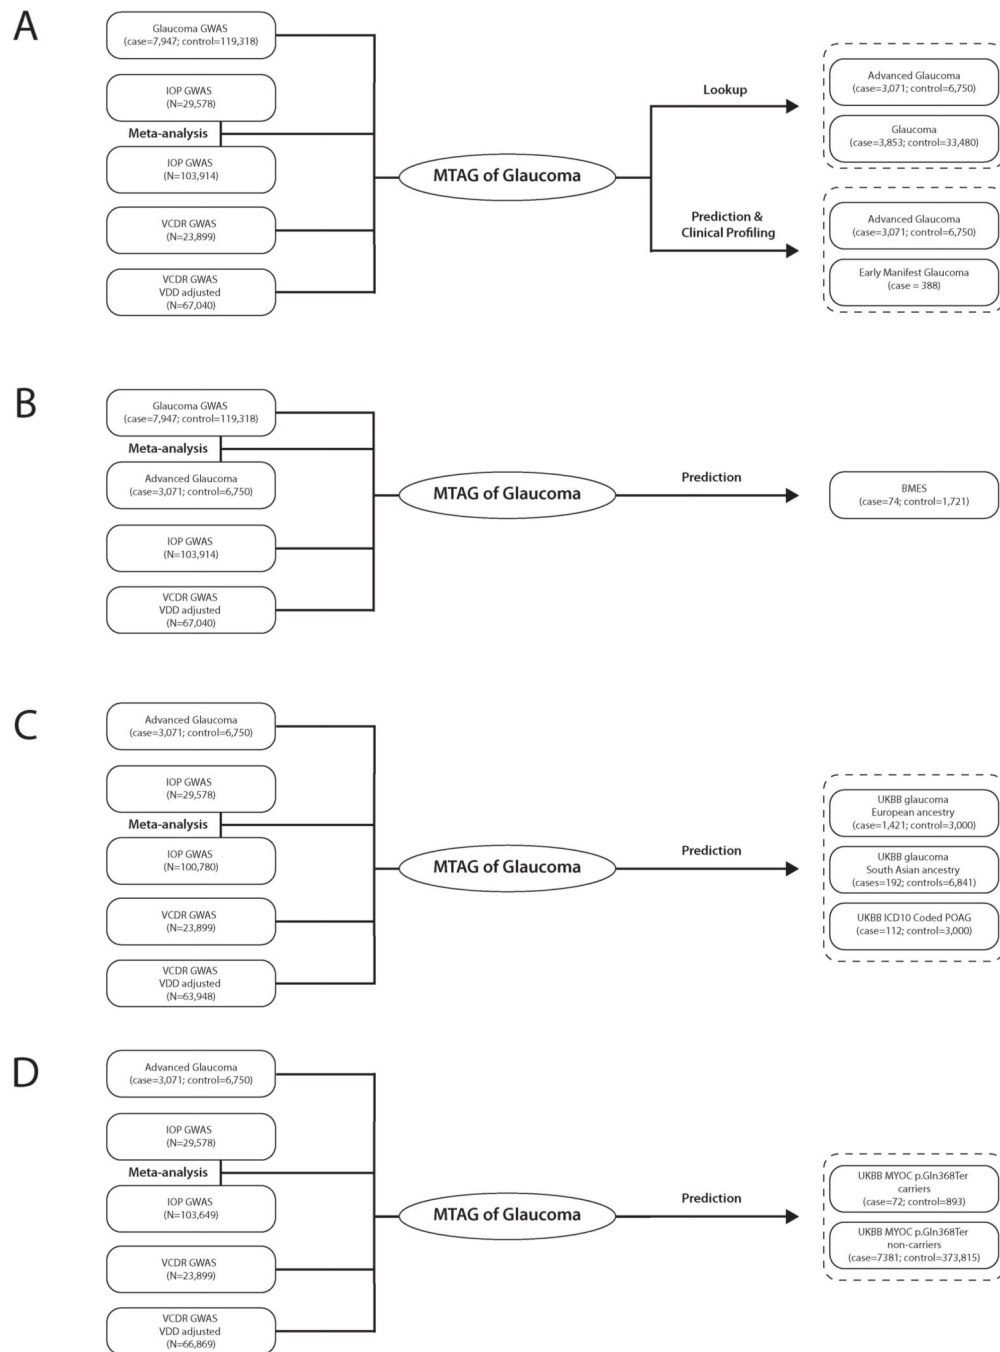 A
Glaucoma GWAS
(case=7,947; control=119,318)
IOP GWAS
(N=29,578)
Meta-analysis
IOP GWAS
(N=103,914)
VCDR GWAS
(N=23,899)
VCDR GWAS
VDD adjusted
(N=67,040)
MTAG of Glaucoma
Lookup
Prediction &
Clinical Profiling
Advanced Glaucoma
(case=3,071; control=6,750)
Glaucoma
(case=3,853; control=33,480)
Advanced Glaucoma
(case=3,071; control=6,750)
Early Manifest Glaucoma
(case = 388)
B
Glaucoma GWAS
(case=7,947; control=119,318)
Meta-analysis
Advanced Glaucoma
(case=3,071; control=6,750)
IOP GWAS
(N=103,914)
VCDR GWAS
VDD adjusted
(N=67,040)
MTAG of Glaucoma
Prediction
BMES
(case=74; control=1,721)
C
Advanced Glaucoma
(case=3,071; control=6,750)
IOP GWAS
(N=29,578)
Meta-analysis
IOP GWAS
(N=100,780)
VCDR GWAS
(N=23,899)
VCDR GWAS
VDD adjusted
(N=63,948)
MTAG of Glaucoma
Prediction
UKBB glaucoma
European ancestry
(case=1,421; control=3,000)
UKBB glaucoma
South Asian ancestry
(cases=192; controls=6,841)
UKBB ICD10 Coded POAG
(case=112; control=3,000)
D
Advanced Glaucoma
(case=3,071; control=6,750)
IOP GWAS
(N=29,578)
Meta-analysis
IOP GWAS
(N=103,649)
VCDR GWAS
(N=23,899)
VCDR GWAS
VDD adjusted
(N=66,869)
MTAG of Glaucoma
Prediction
UKBB MYOC p.Gln368Ter
carriers
(case=72; control=893)
UKBB MYOC p.Gln368Ter
non-carriers
(case=7381; control=373,815)